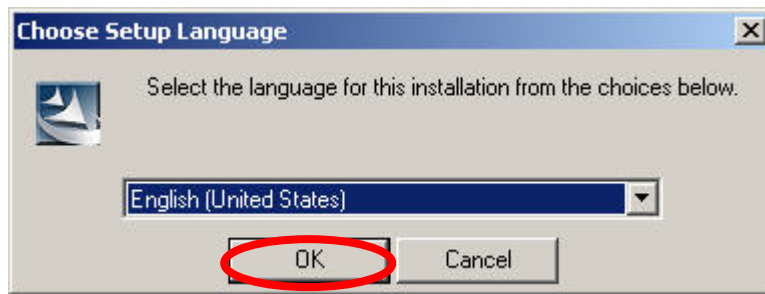 Choose Setup Language
Select the language for this installation from the choices below.
English (United States)
OK Cancel